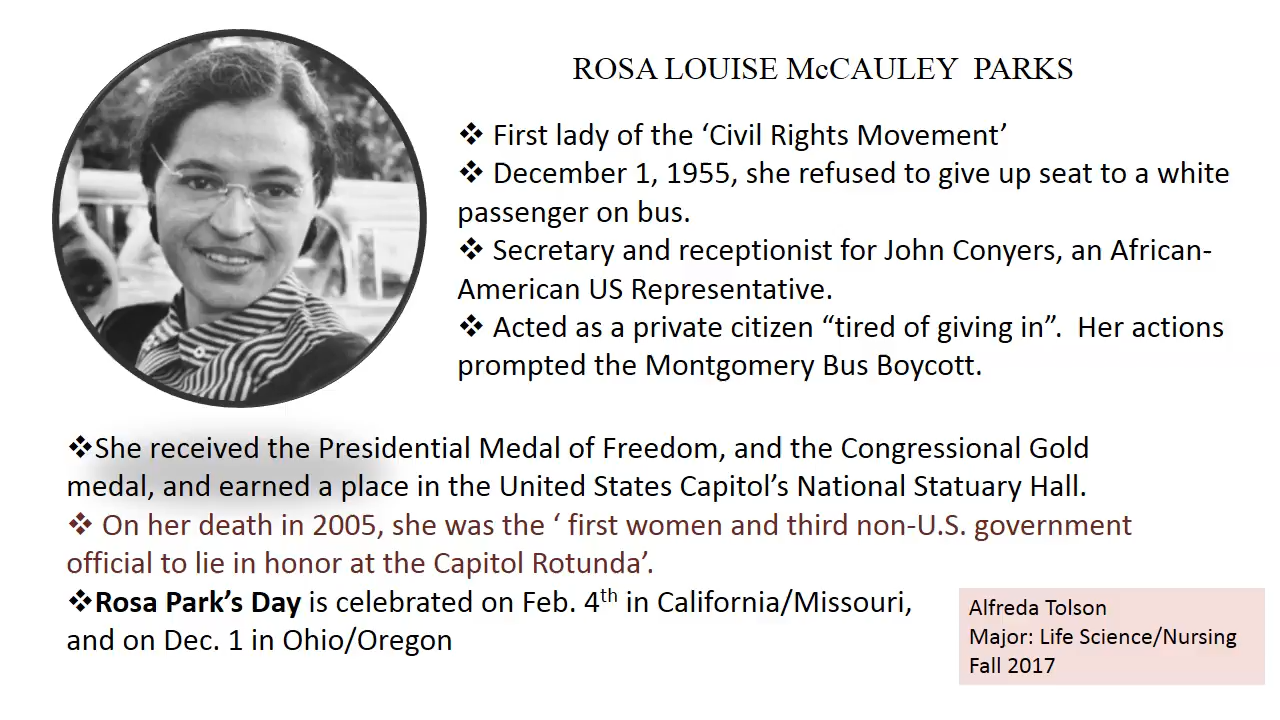 ROSA LOUISE McCAULEY  PARKS
❖ First lady of the ‘Civil Rights Movement’
❖ December 1, 1955, she refused to give up seat to a white
passenger on bus.
❖ Secretary and receptionist for John Conyers, an African-
American US Representative.
❖ Acted as a private citizen “tired of giving in”.  Her actions
prompted the Montgomery Bus Boycott.
❖She received the Presidential Medal of Freedom, and the Congressional Gold
medal, and earned a place in the United States Capitol’s National Statuary Hall.
❖ On her death in 2005, she was the ‘ first women and third non-U.S. government
official to lie in honor at the Capitol Rotunda’.
❖Rosa Park’s Day is celebrated on Feb. 4th in California/Missouri,
and on Dec. 1 in Ohio/Oregon
Alfreda Tolson
Major: Life Science/Nursing
Fall 2017